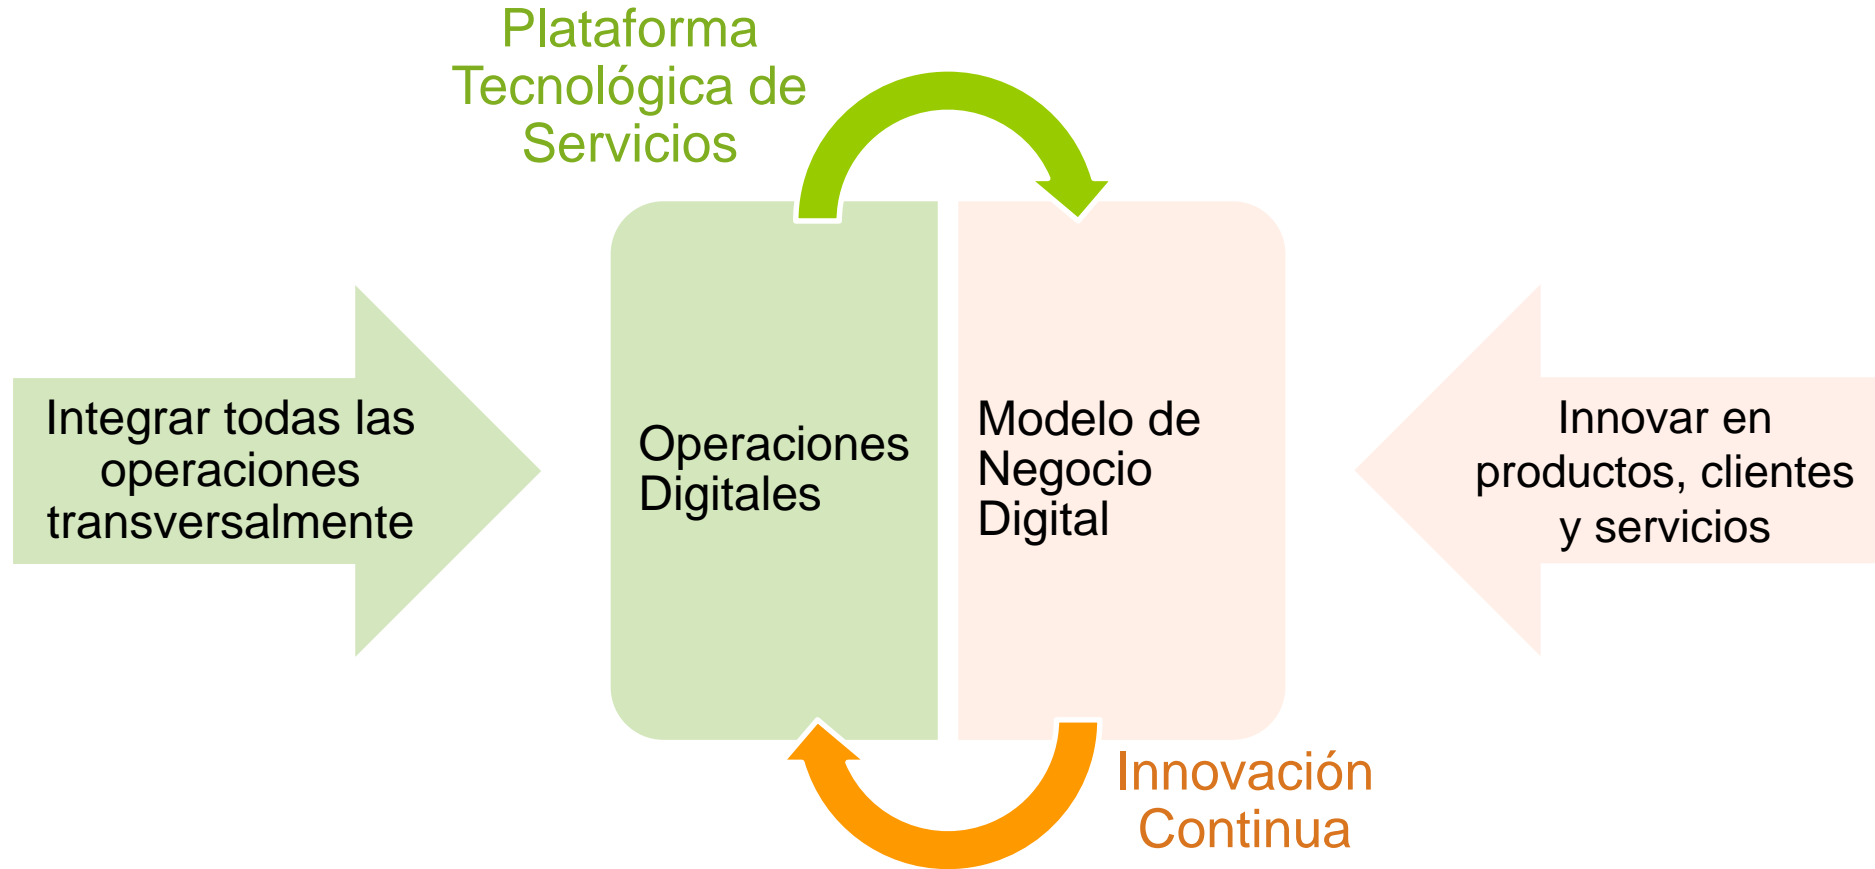 Plataforma
Tecnológica de
Servicios
Integrar todas las
operaciones
transversalmente
Operaciones
Digitales
Modelo de
Negocio
Digital
Innovar en
productos, clientes
y servicios
Innovación
Continua